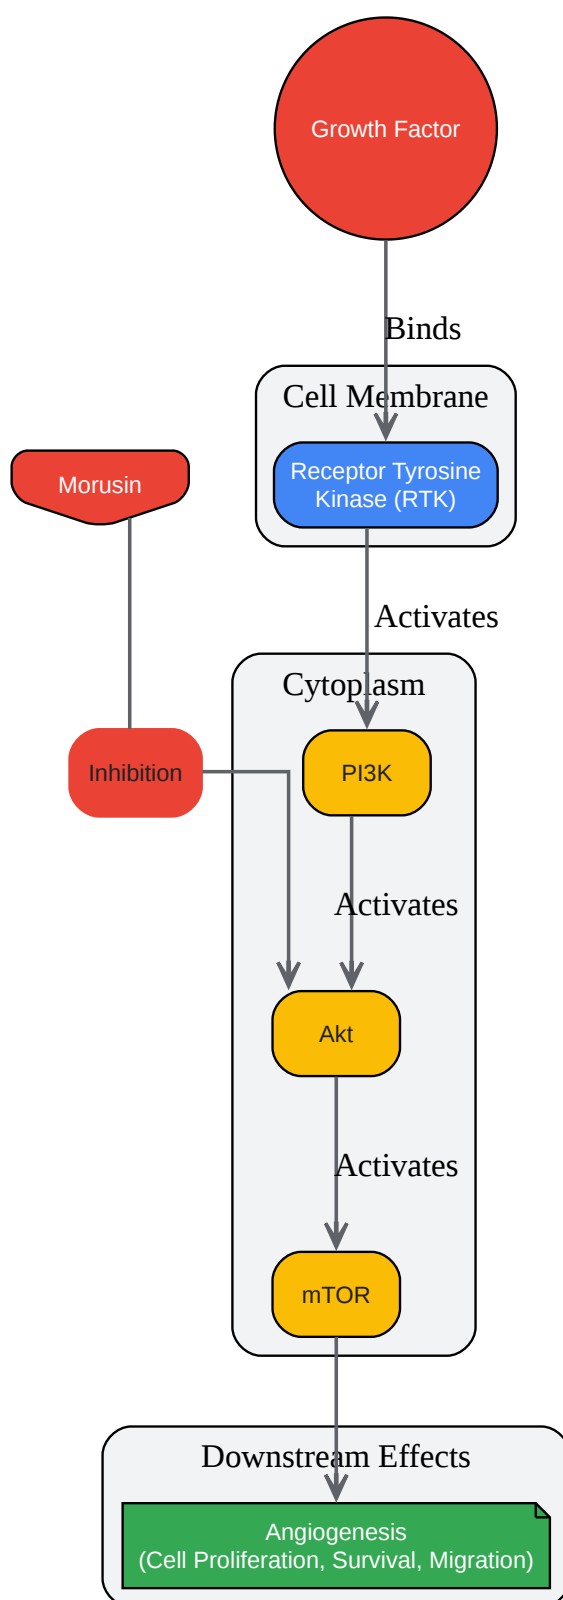 Growth Factor
Binds
Cell Membrane
Receptor Tyrosine
Kinase (RTK)
Morusin
Activates
Cytoplasm
Inhibition
PI3K
Activates
Akt
Activates
mTOR
Downstream Effects
Angiogenesis
(Cell Proliferation, Survival, Migration)